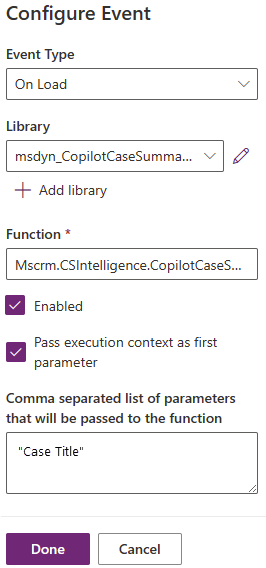 Configure Event
Event Type
On Load
Library
msdyn_CopilotCaseSumma...
Add library
Function *
Mscrm.CSIntelligence.CopilotCaseS...
Enabled
Pass execution context as first
parameter
Comma separated list of parameters
that will be passed to the function
"Case Title"
Done Cancel